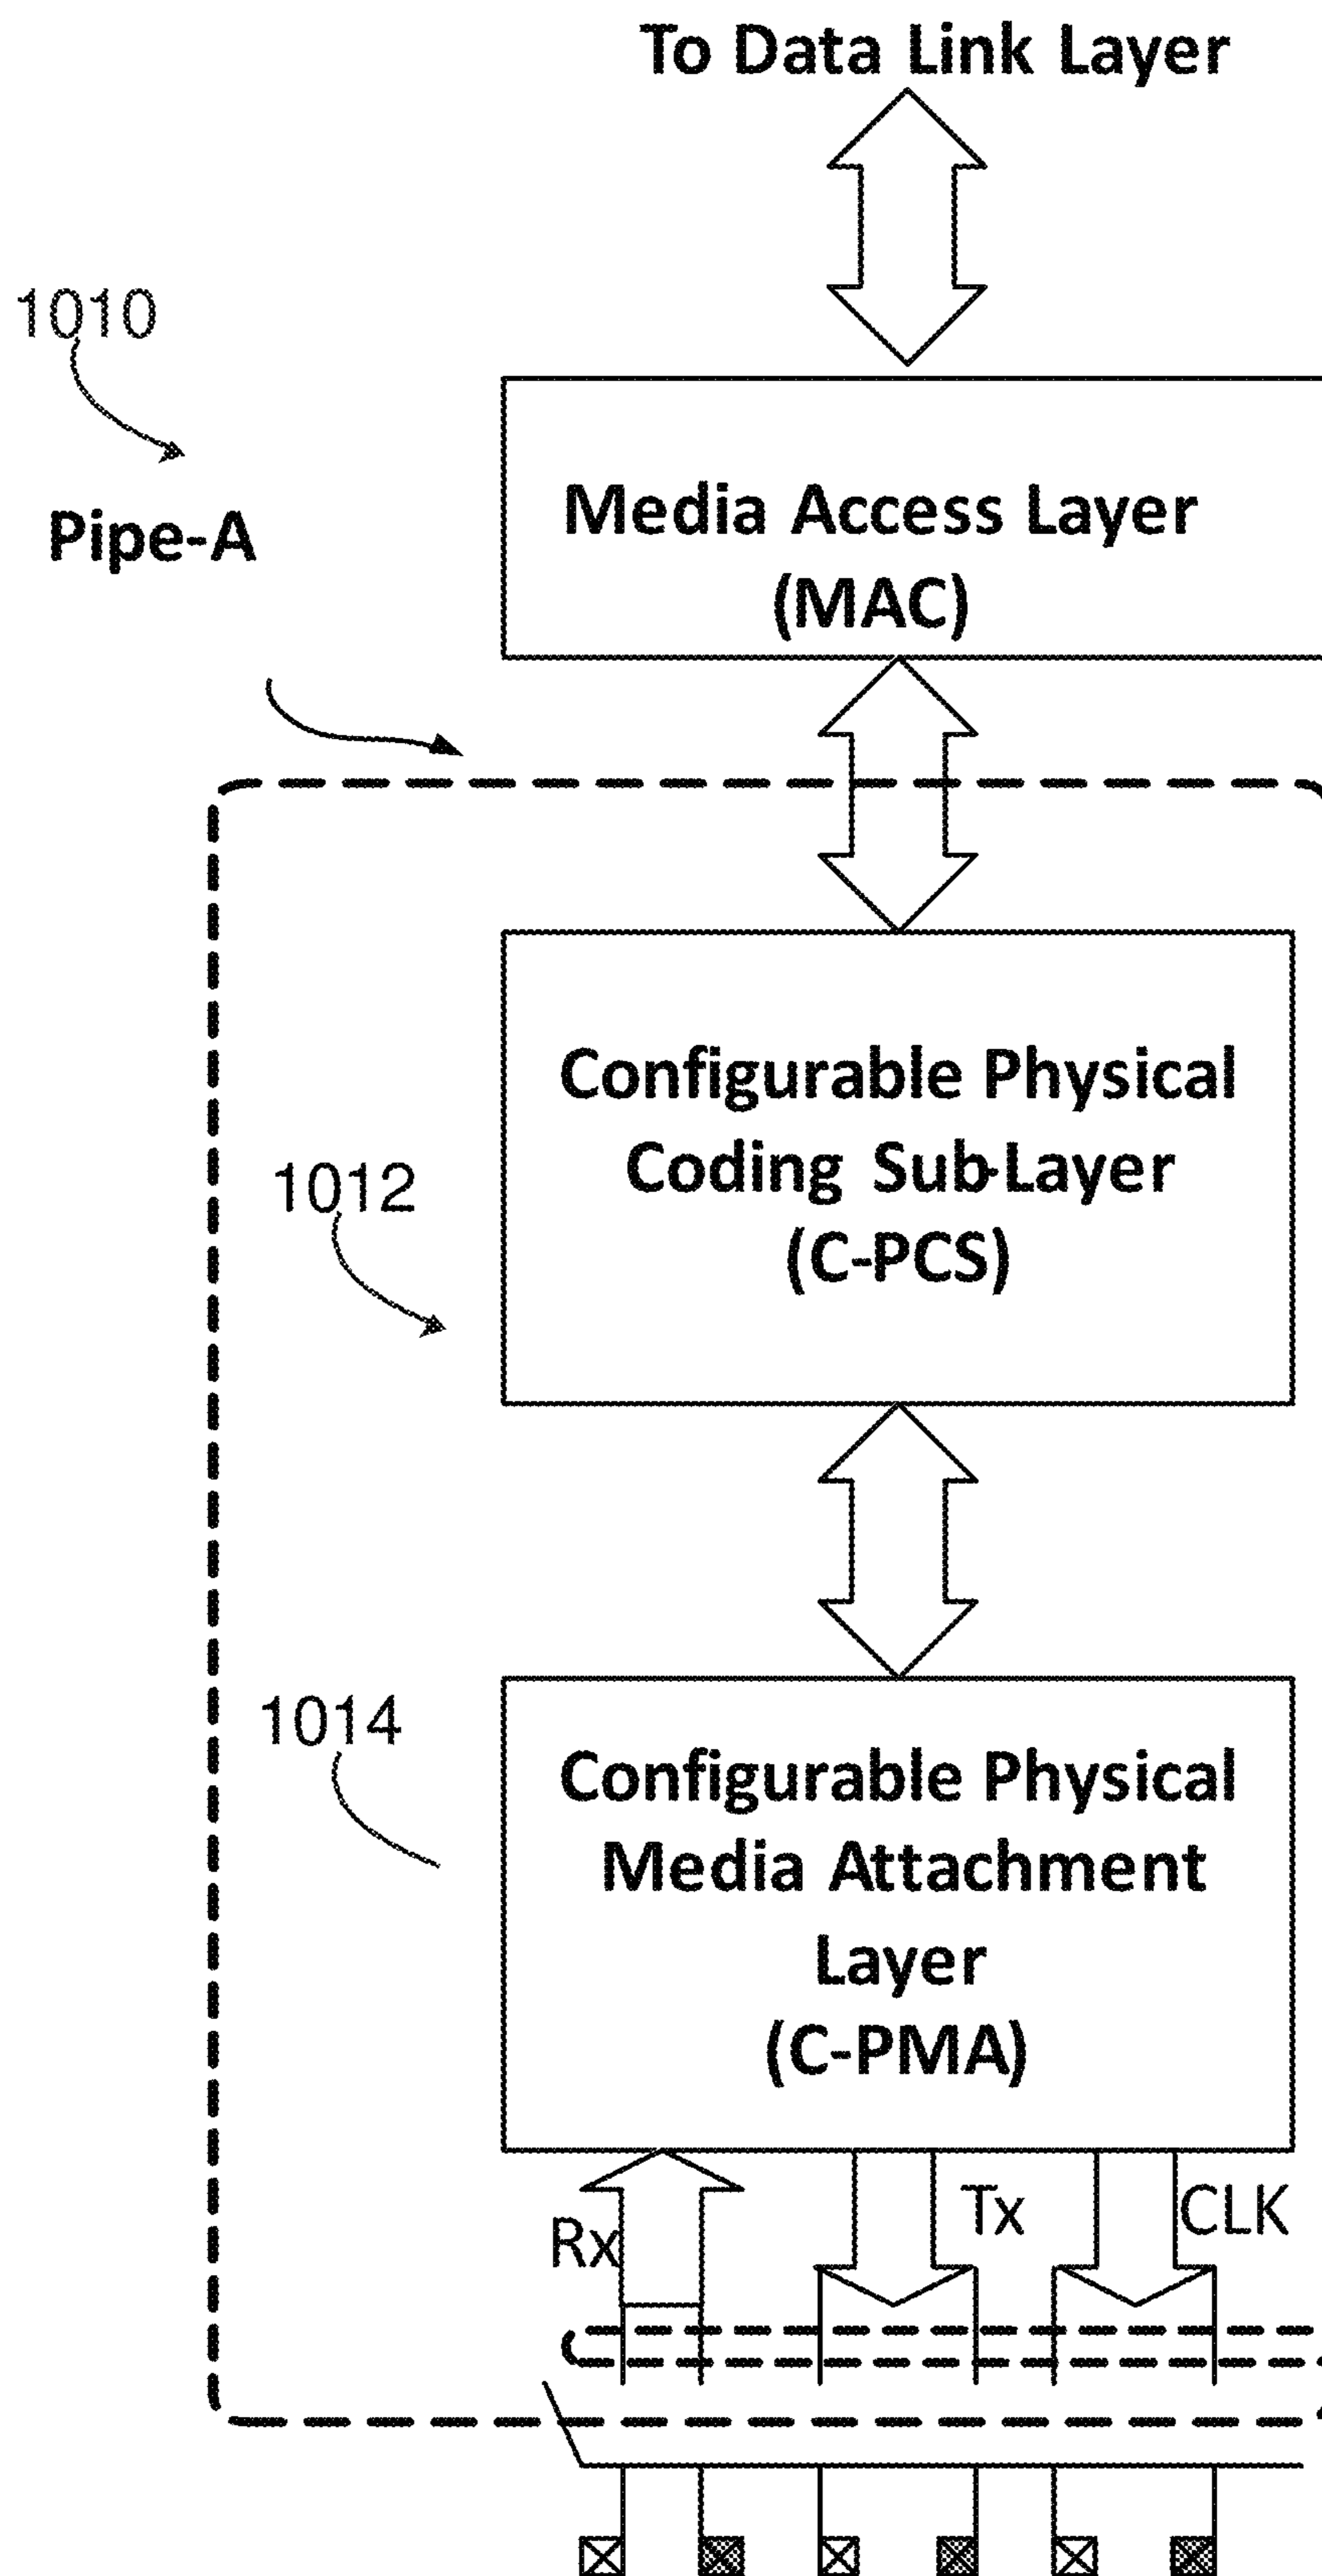 To Data Link Layer
1010
Pipe-A
Media Access Layer
(MAC)
1012
Configurable Physical
Coding Sub-Layer
(C-PCS)
1014
Configurable Physical
Media Attachment
Layer
(C-PMA)
Rx
Tx
CLK